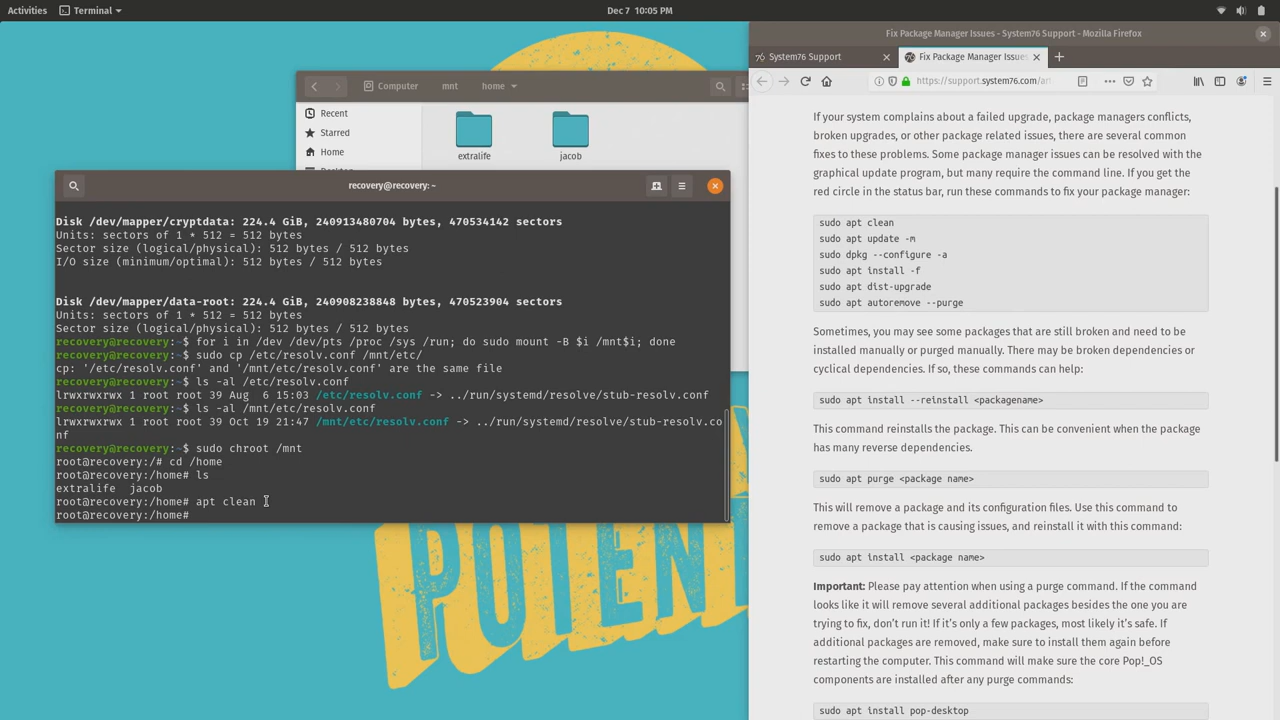 Activities
Terminal
Dec 7 10:05 PM
Fix Package Manager Issues - System76 Support - Mozilla Firefox
System76 Support
Fix Package Manager Issues
https://support.system76.com/art
Computer
mnt
home
Recent
Starred
Home
extralife
jacob
recovery@recovery: ~
Disk /dev/mapper/cryptdata: 224.4 GiB, 240913480704 bytes, 470534142 sectors
Units: sectors of 1 * 512 = 512 bytes
Sector size (logical/physical): 512 bytes / 512 bytes
I/O size (minimum/optimal): 512 bytes / 512 bytes
Disk /dev/mapper/data-root: 224.4 GiB, 240908238848 bytes, 470523904 sectors
Units: sectors of 1 * 512 = 512 bytes
Sector size (logical/physical): 512 bytes / 512 bytes
recovery@recovery:~$ for i in /dev /dev/pts /proc /sys /run; do sudo mount -B $i /mnt$i; done
recovery@recovery:~$ sudo cp /etc/resolv.conf /mnt/etc/
cp: '/etc/resolv.conf' and '/mnt/etc/resolv.conf' are the same file
recovery@recovery:~$ ls -al /etc/resolv.conf
lrwxrwxrwx 1 root root 39 Aug  6 15:03 /etc/resolv.conf -> ../run/systemd/resolve/stub-resolv.conf
recovery@recovery:~$ ls -al /mnt/etc/resolv.conf
lrwxrwxrwx 1 root root 39 Oct 19 21:47 /mnt/etc/resolv.conf -> ../run/systemd/resolve/stub-resolv.co
nf
recovery@recovery:~$ sudo chroot /mnt
root@recovery:/# cd /home
root@recovery:/home# ls
extralife  jacob
root@recovery:/home# apt clean
root@recovery:/home#
POTEN
If your system complains about a failed upgrade, package managers conflicts,
broken upgrades, or other package related issues, there are several common
fixes to these problems. Some package manager issues can be resolved with the
graphical update program, but many require the command line. If you get the
red circle in the status bar, run these commands to fix your package manager:
sudo apt clean
sudo apt update -m
sudo dpkg --configure -a
sudo apt install -f
sudo apt dist-upgrade
sudo apt autoremove --purge
Sometimes, you may see some packages that are still broken and need to be
installed manually or purged manually. There may be broken dependencies or
cyclical dependencies. If so, these commands can help:
sudo apt install --reinstall <packagename>
This command reinstalls the package. This can be convenient when the package
has many reverse dependencies.
sudo apt purge <package name>
This will remove a package and its configuration files. Use this command to
remove a package that is causing issues, and reinstall it with this command:
sudo apt install <package name>
Important: Please pay attention when using a purge command. If the command
looks like it will remove several additional packages besides the one you are
trying to fix, don't run it! If it's only a few packages, most likely it's safe. If
additional packages are removed, make sure to install them again before
restarting the computer. This command will make sure the core Pop!_OS
components are installed after any purge commands:
sudo apt install pop-desktop